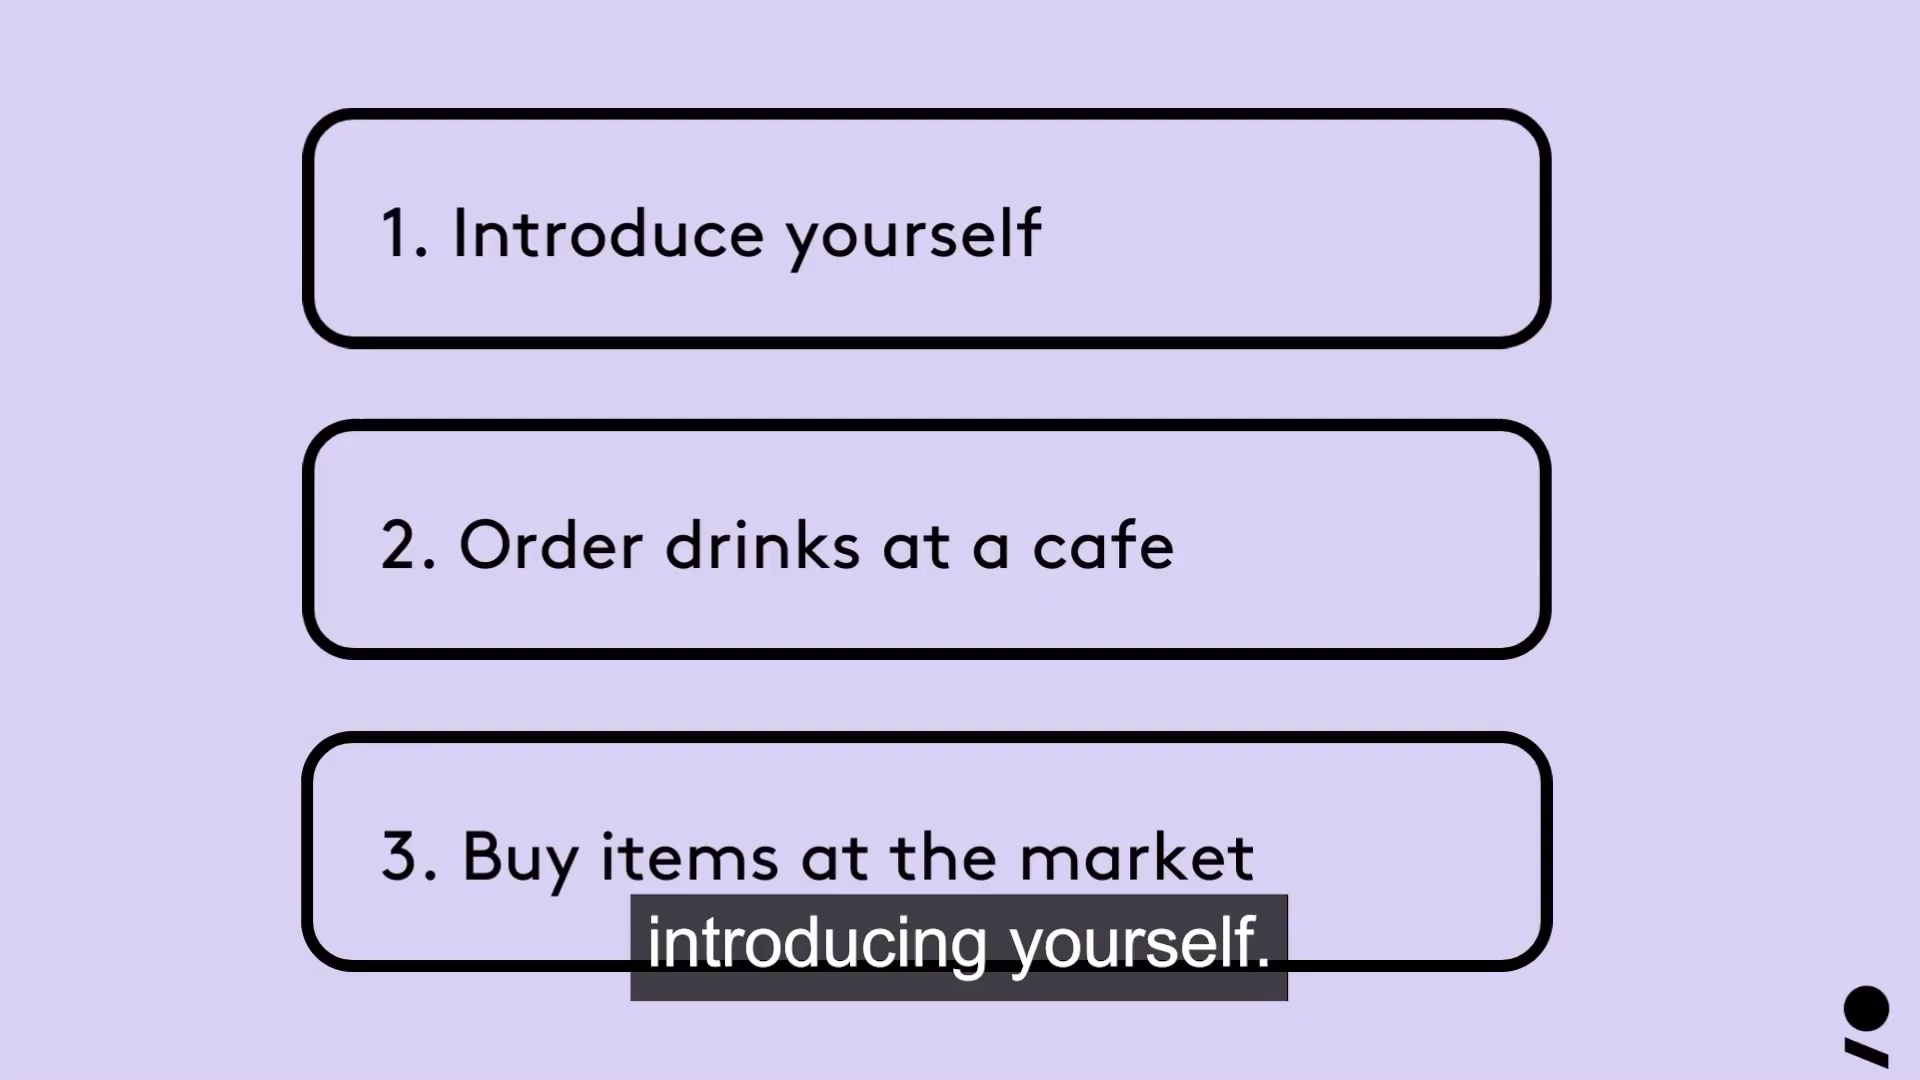 1. Introduce yourself
2. Order drinks at a cafe
3. Buy items at the market
introducing yourself.